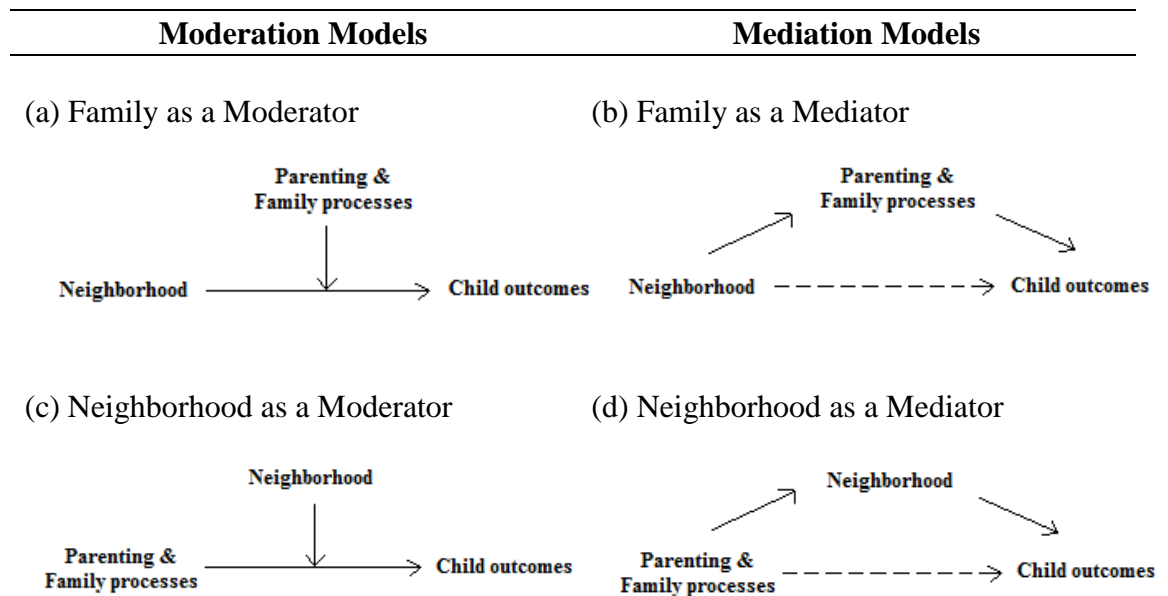 Moderation Models
Mediation Models
(a) Family as a Moderator
(b) Family as a Mediator
Parenting &
Family processes
Neighborhood
Child outcomes
Parenting &
Family processes
Neighborhood
Child outcomes
(c) Neighborhood as a Moderator
(d) Neighborhood as a Mediator
Neighborhood
Parenting &
Family processes
Child outcomes
Neighborhood
Parenting &
Family processes
Child outcomes